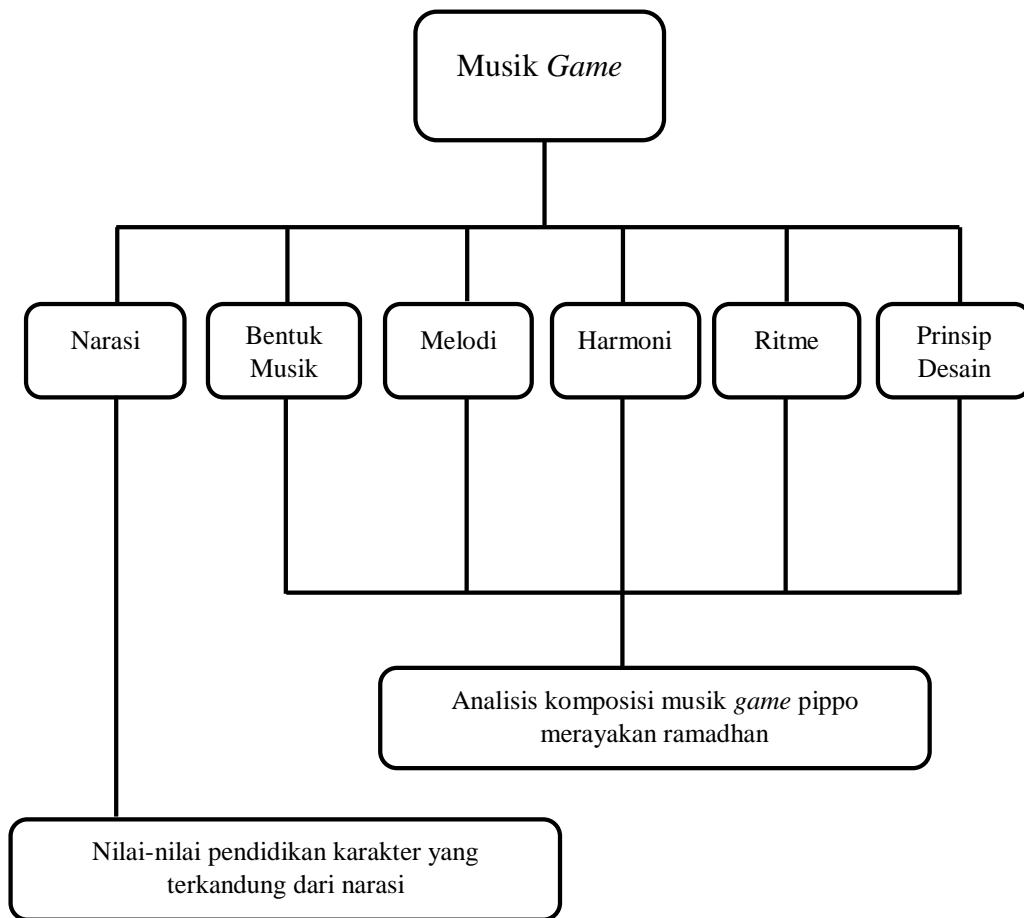 Musik Game
Narasi
Bentuk
Musik
Melodi
Harmoni
Ritme
Prinsip
Desain
Analisis komposisi musik game pippo
merayakan ramadhan
Nilai-nilai pendidikan karakter yang
terkandung dari narasi